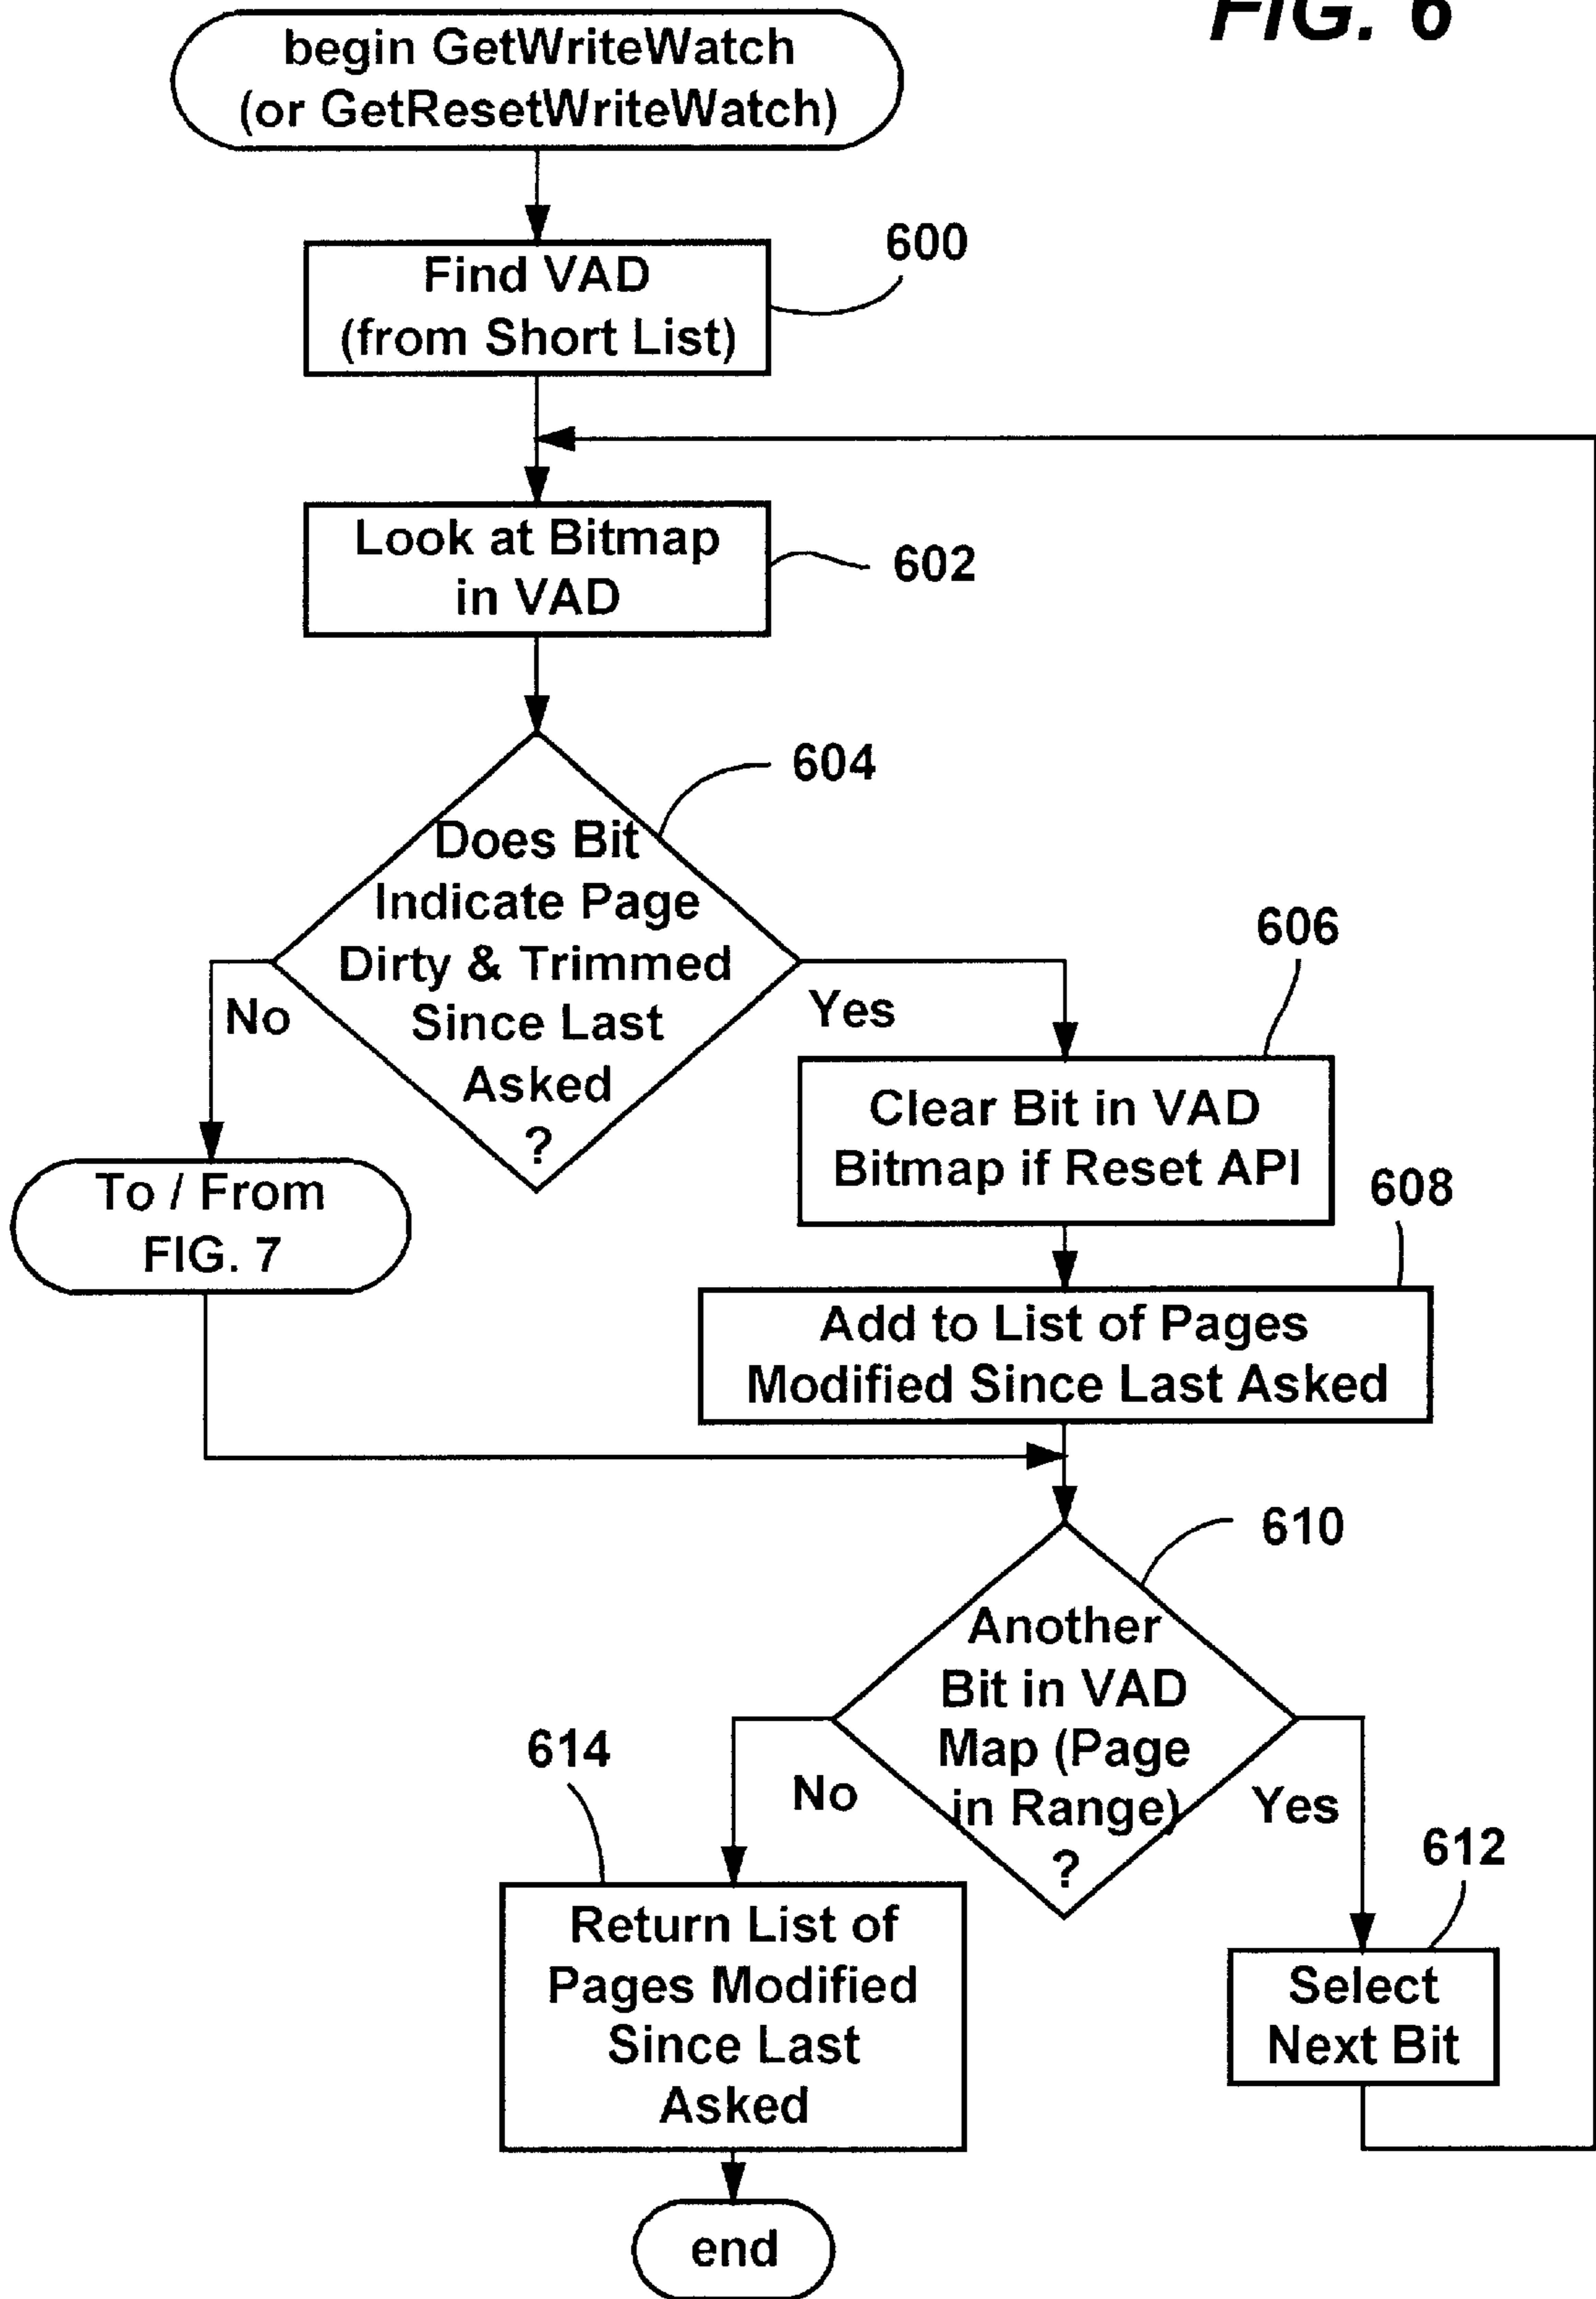 FIG. 6
begin GetWriteWatch
(or GetResetWriteWatch)
600
Find VAD
(from Short List)
Look at Bitmap
in VAD
602
604
Does Bit
Indicate Page
Dirty & Trimmed
Since Last
Asked
?
No
Yes
606
Clear Bit in VAD
Bitmap if Reset API
To / From
FIG. 7
608
Add to List of Pages
Modified Since Last Asked
610
Another
Bit in VAD
Map (Page
in Range)
?
No
Yes
614
Return List of
Pages Modified
Since Last
Asked
612
Select
Next Bit
end